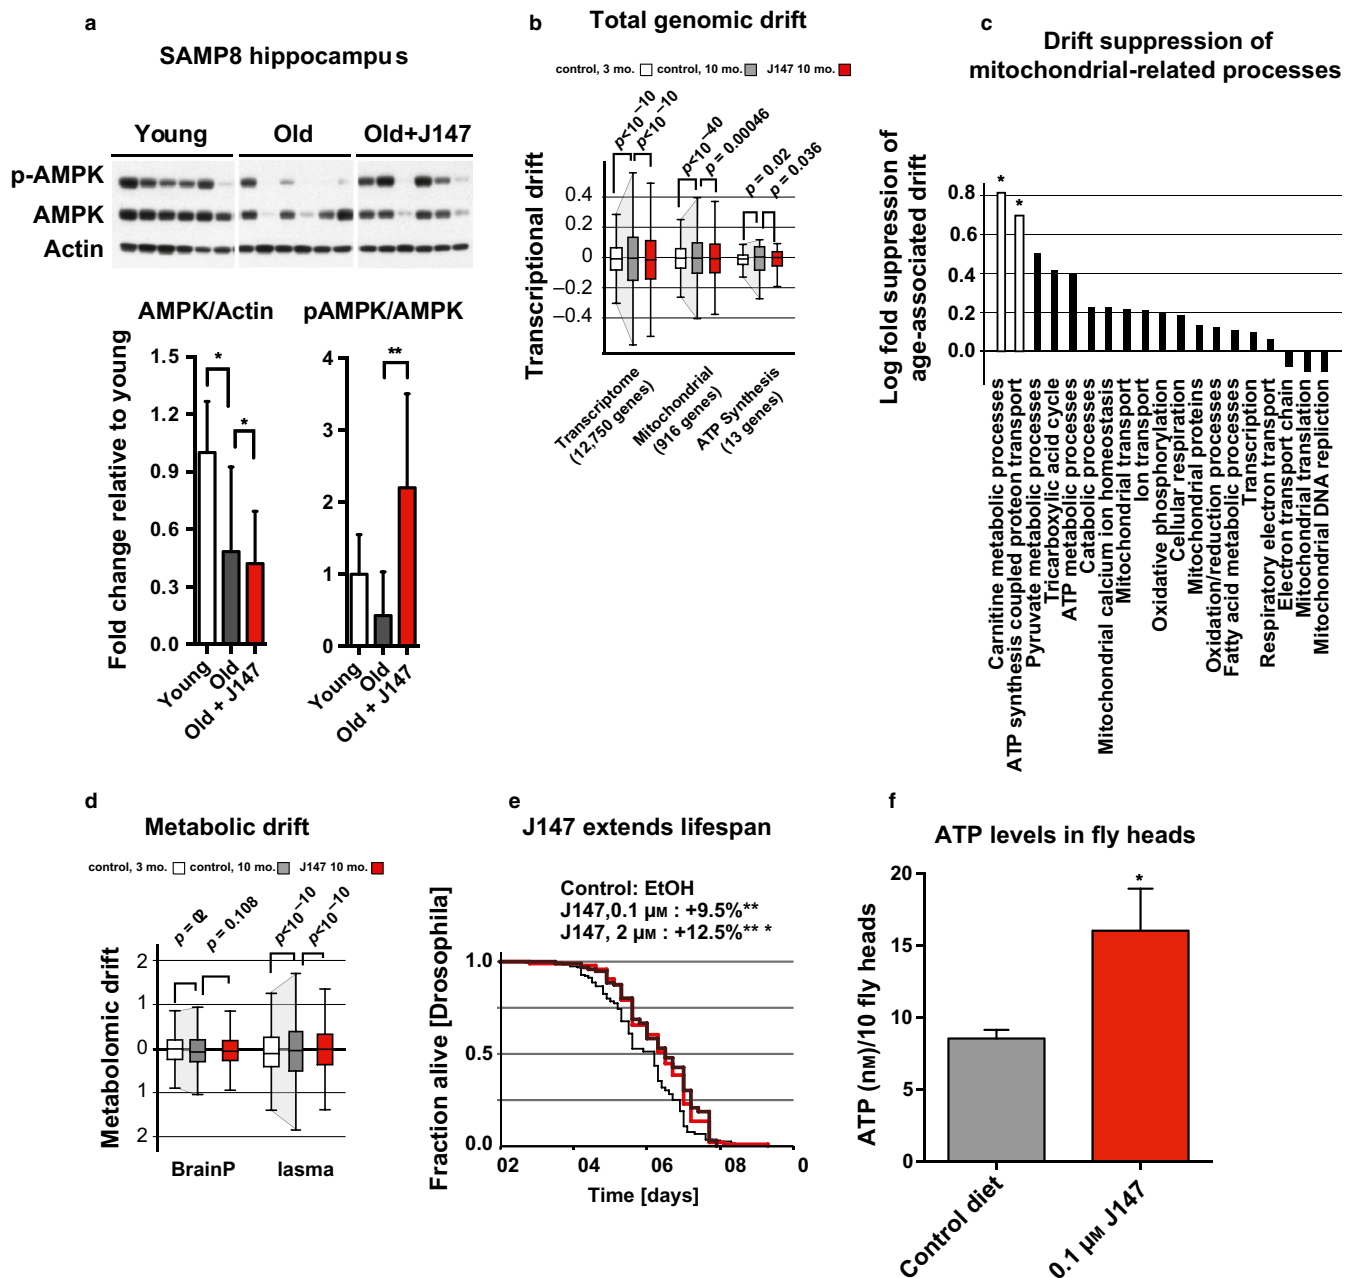 a
SAMP8 hippocampus
Young Old Old+J147
p-AMPK
AMPK
Actin
AMPK/Actin
pAMPK/AMPK
Fold change relative to young
1.5
1.2
0.9
0.6
0.3
0.0
*
*
Young
Old
Old + J147
4
3
2
1
0
**
Young
Old
Old + J147
b
Total genomic drift
control, 3 mo. control, 10 mo. J147 10 mo.
p<10–10
p<10–10
p<10–40
p = 0.00046
p = 0.02
p = 0.036
Transcriptional drift
0.4
0.2
0
–0.2
–0.4
Transcriptome
(12,750 genes)
Mitochondrial
(916 genes)
ATP Synthesis
(13 genes)
c
Drift suppression of
mitochondrial-related processes
Log fold suppression of
age-associated drift
0.8
0.6
0.4
0.2
0.0
*
*
Carnitine metabolic processes
ATP synthesis coupled proton transport
Pyruvate metabolic processes
Tricarboxylic acid cycle
ATP metabolic processes
Catabolic processes
Mitochondrial calcium ion homeostasis
Mitochondrial transport
Ion transport
Oxidative phosphorylation
Cellular respiration
Mitochondrial proteins
Oxidation/reduction processes
Fatty acid metabolic processes
Transcription
Respiratory electron transport
Electron transport chain
Mitochondrial translation
Mitochondrial DNA repliction
d
Metabolic drift
control, 3 mo. control, 10 mo. J147 10 mo.
p = 02
p = 0.108
p<10–10
p<10–10
Metabolomic drift
2
1
0
1
2
BrainP lasma
e
J147 extends lifespan
Control: EtOH
J147,0.1 µM : +9.5%**
J147, 2 µM : +12.5%** *
Fraction alive [Drosophila]
1.0
0.5
0.0
02 04 06 08 0
Time [days]
f
ATP levels in fly heads
ATP (nM)/10 fly heads
20
15
10
5
0
*
Control diet
0.1 µM J147